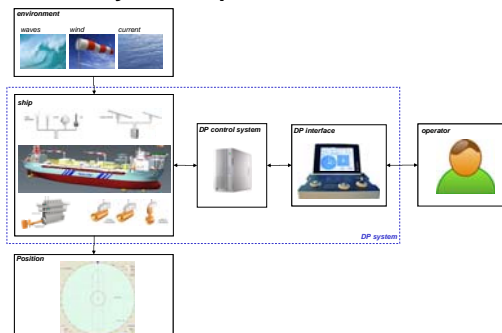 environment
waves
wind
current
ship
DP control system
DP interface
operator
DP system
Position